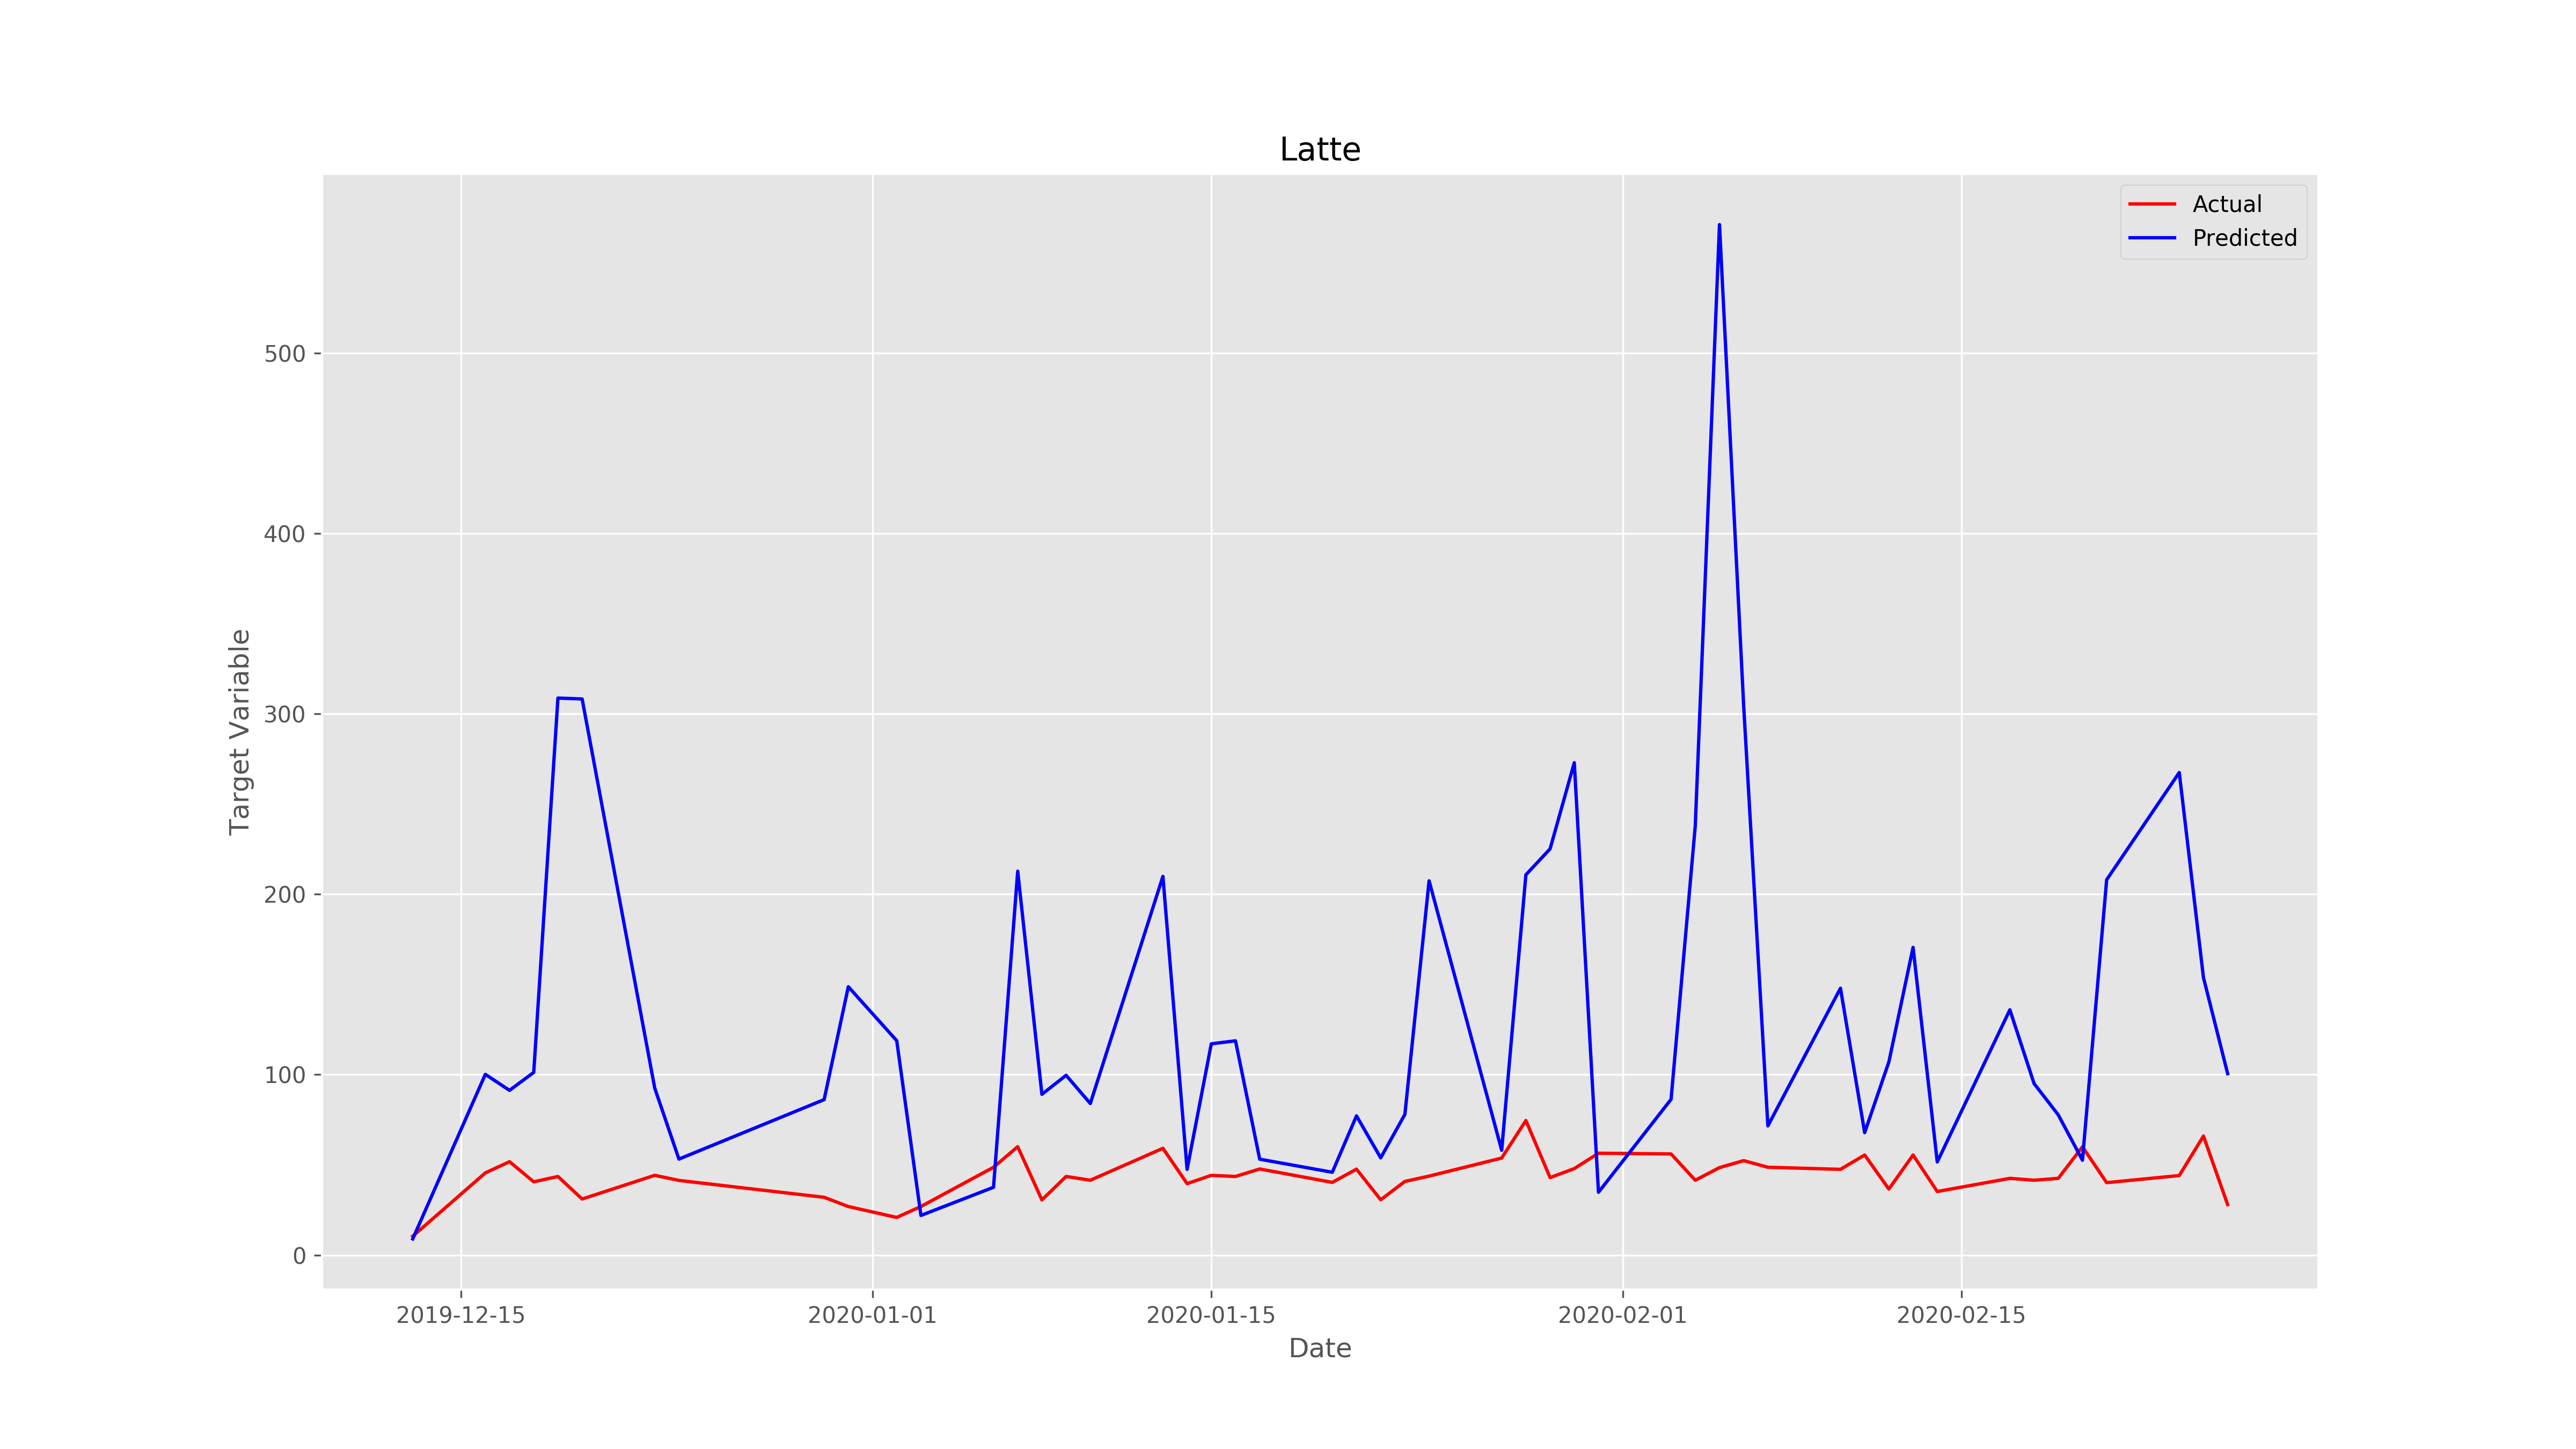 Latte
Actual
Predicted
Target Variable
500
400
300
200
100
0
2019-12-15
2020-01-01
2020-01-15
2020-02-01
2020-02-15
Date